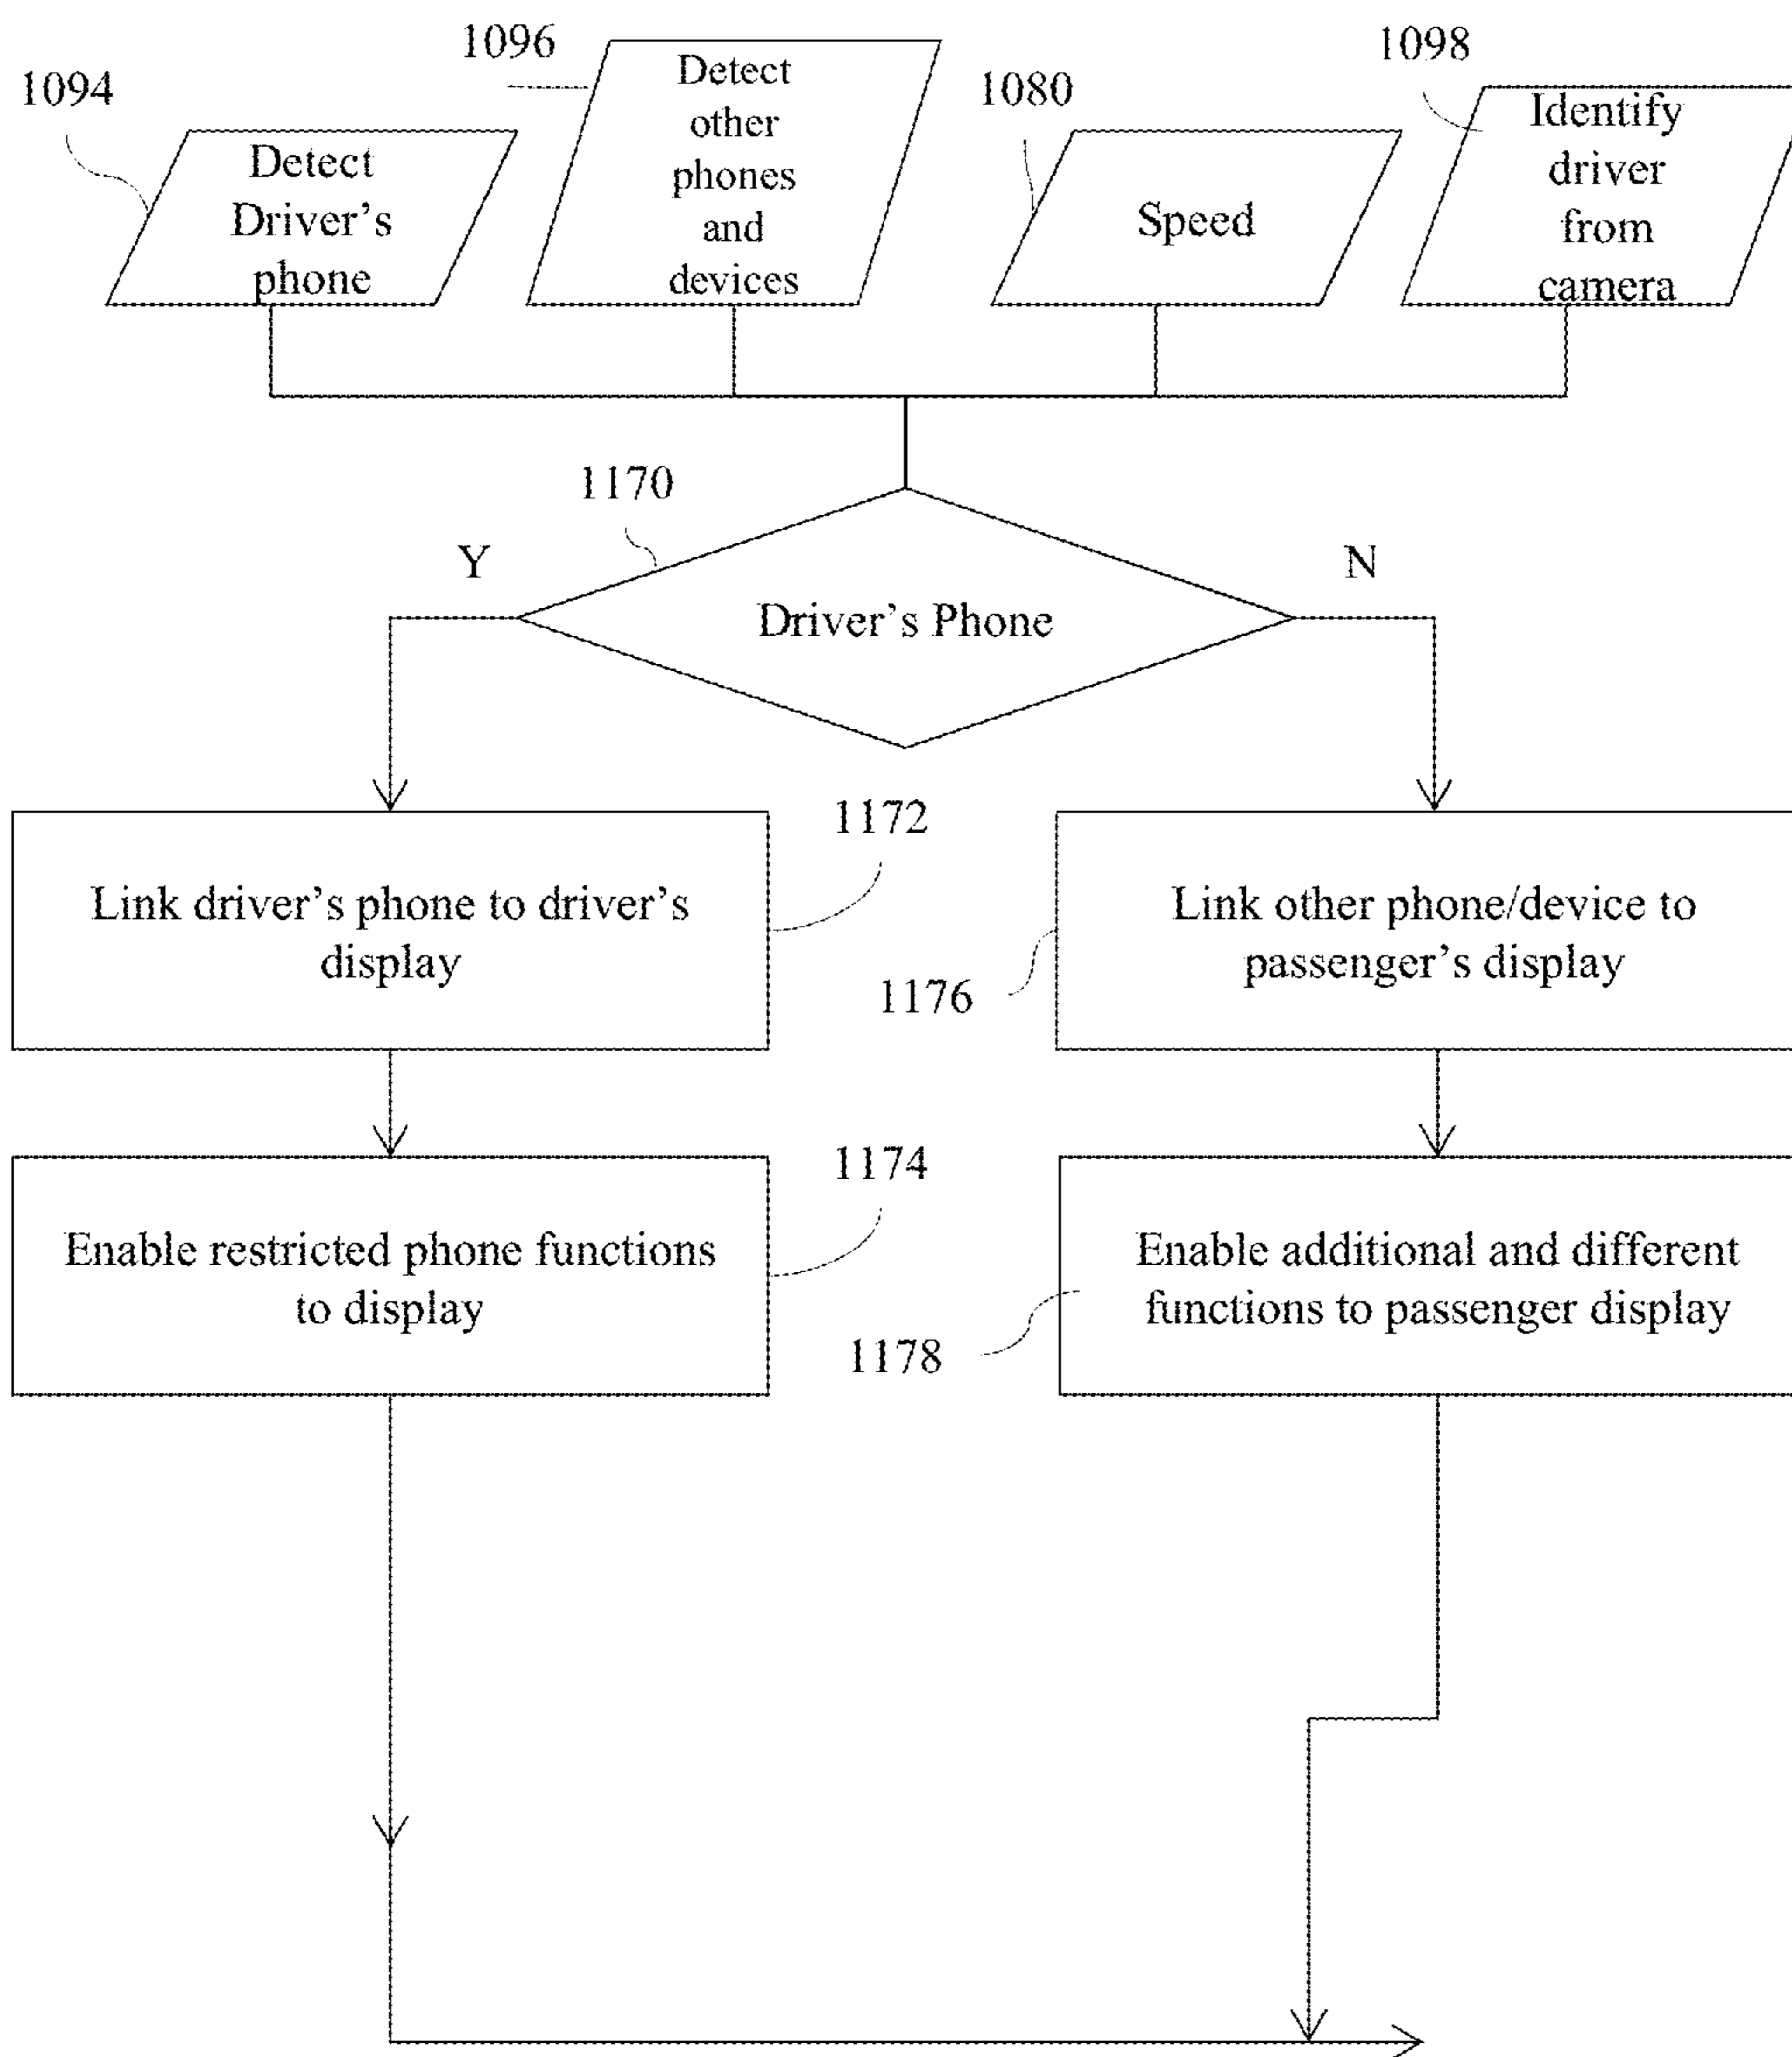 1094
Detect
Driver's
phone
1096
Detect
other
phones
and
devices
1080
Speed
1098
Identify
driver
from
camera
1170
Y
Driver's Phone
N
1172
Link driver's phone to driver's
display
1176
Link other phone/device to
passenger's display
1174
Enable restricted phone functions
to display
1178
Enable additional and different
functions to passenger display